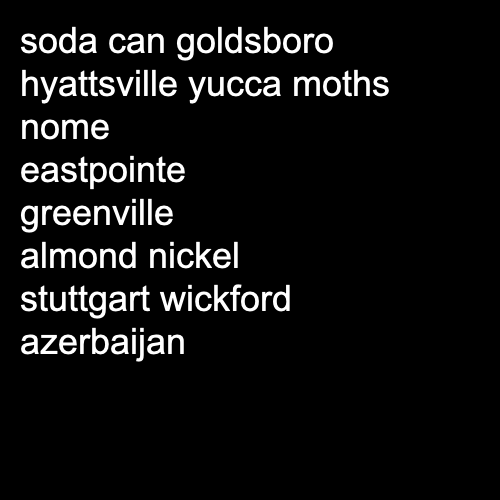 soda can goldsboro
hyattsville yucca moths
nome
eastpointe
greenville
almond nickel
stuttgart wickford
azerbaijan